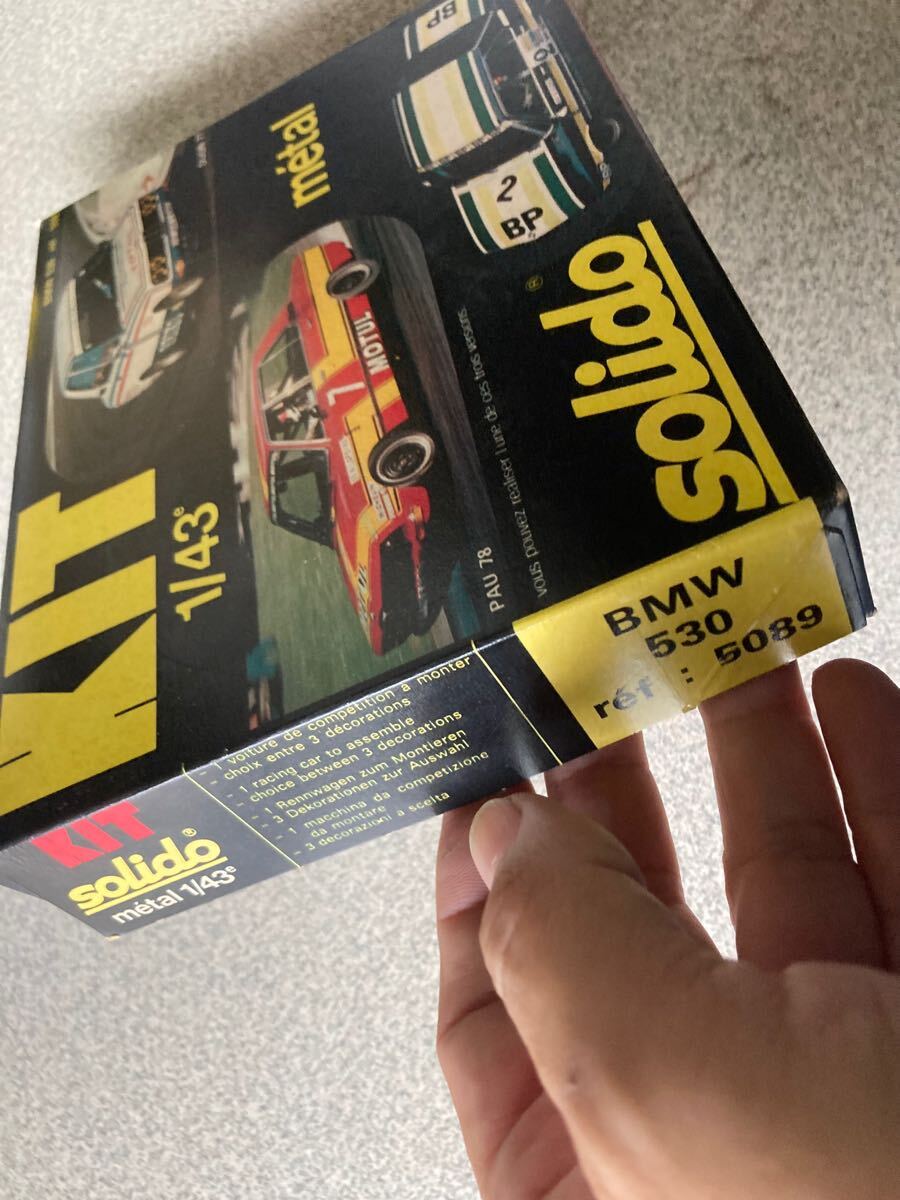 KIT
1/43e
métal
BP
2
BP
MOTUL
7
PAU 78
vous pouvez réaliser l'une de ces trois versions
solido®
BMW
530
réf : 5089
- 1 voiture de compétition à monter
- choix entre 3 décorations
- 1 racing car to assemble
choice between 3 decorations
- 1 Rennwagen zum Montieren
3 Dekorationen zur Auswahl
- 1 macchina da competizione
da montare
- 3 decorazioni a scelta
KIT
solido®
métal 1/43e